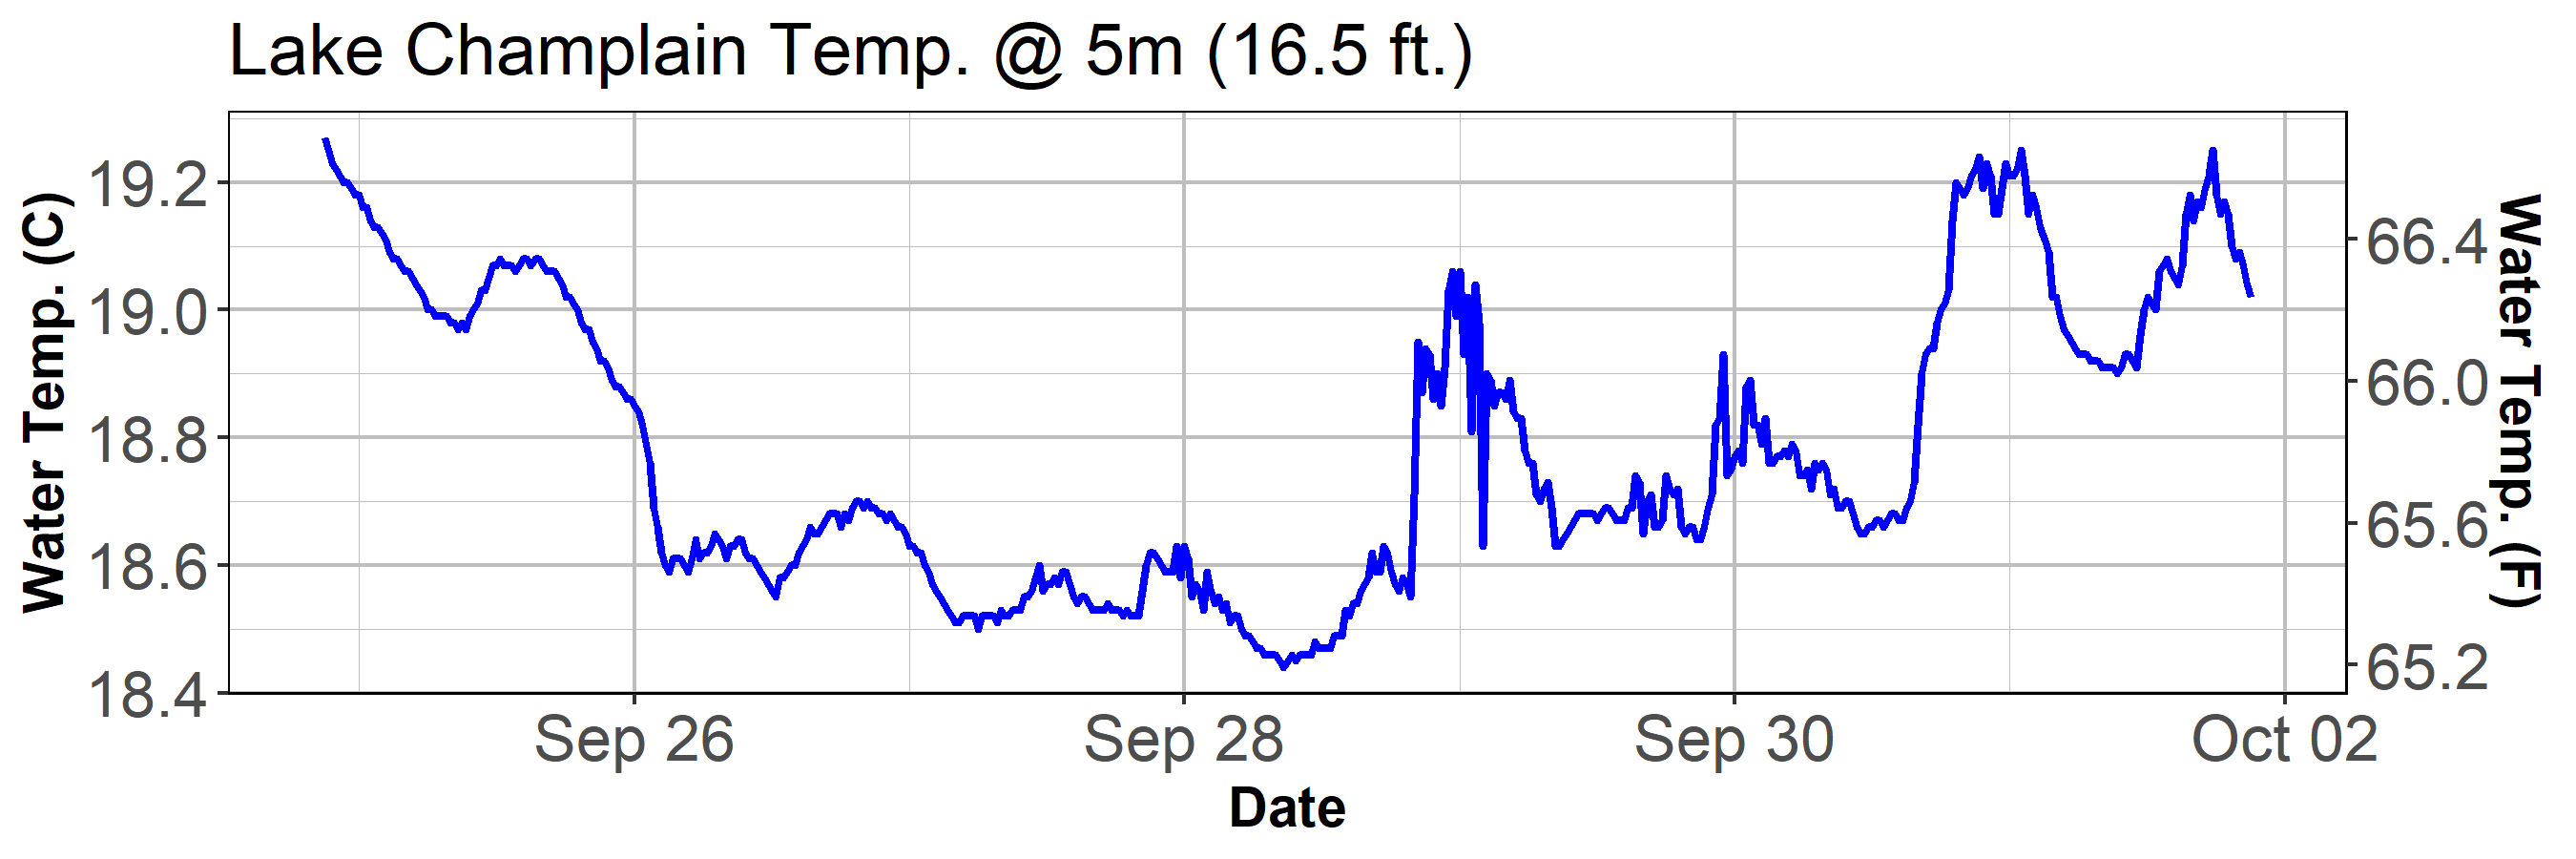 Lake Champlain Temp. @ 5m (16.5 ft.)
Water Temp. (C)
19.2
19.0
18.8
18.6
18.4
66.4
66.0
65.6
65.2
Water Temp. (F)
Sep 26 Sep 28 Sep 30 Oct 02
Date